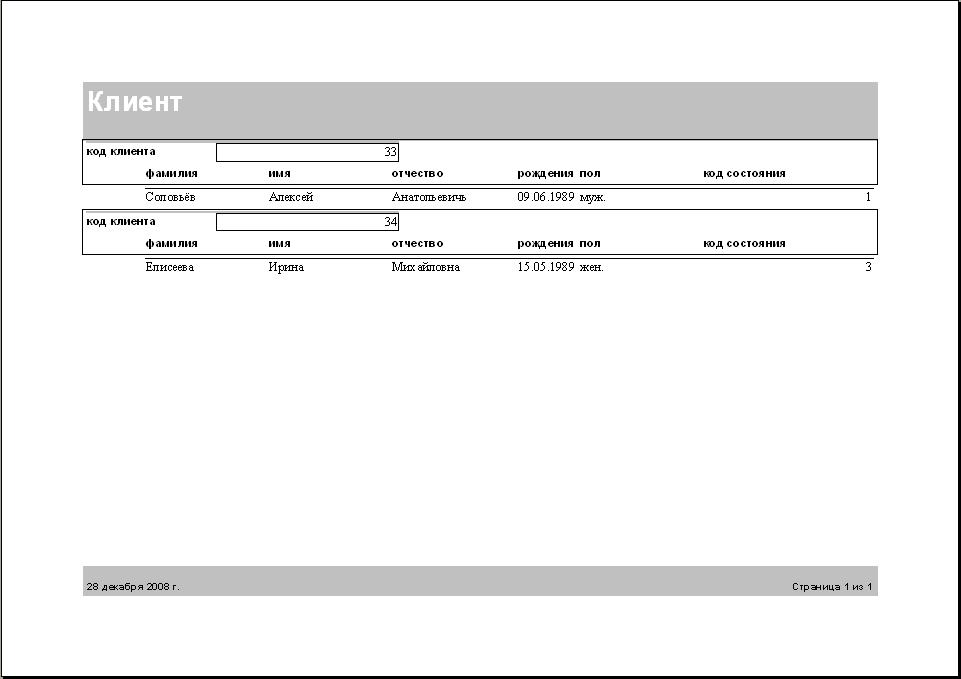 Клиент
код клиента 33
фамилия имя отчество рождения пол код состояния
Соловьёв Алексей Анатольевичь 09.06.1989 муж. 1
код клиента 34
фамилия имя отчество рождения пол код состояния
Елисеева Ирина Михайловна 15.05.1989 жен. 3
28 декабря 2008 г. Страница 1 из 1